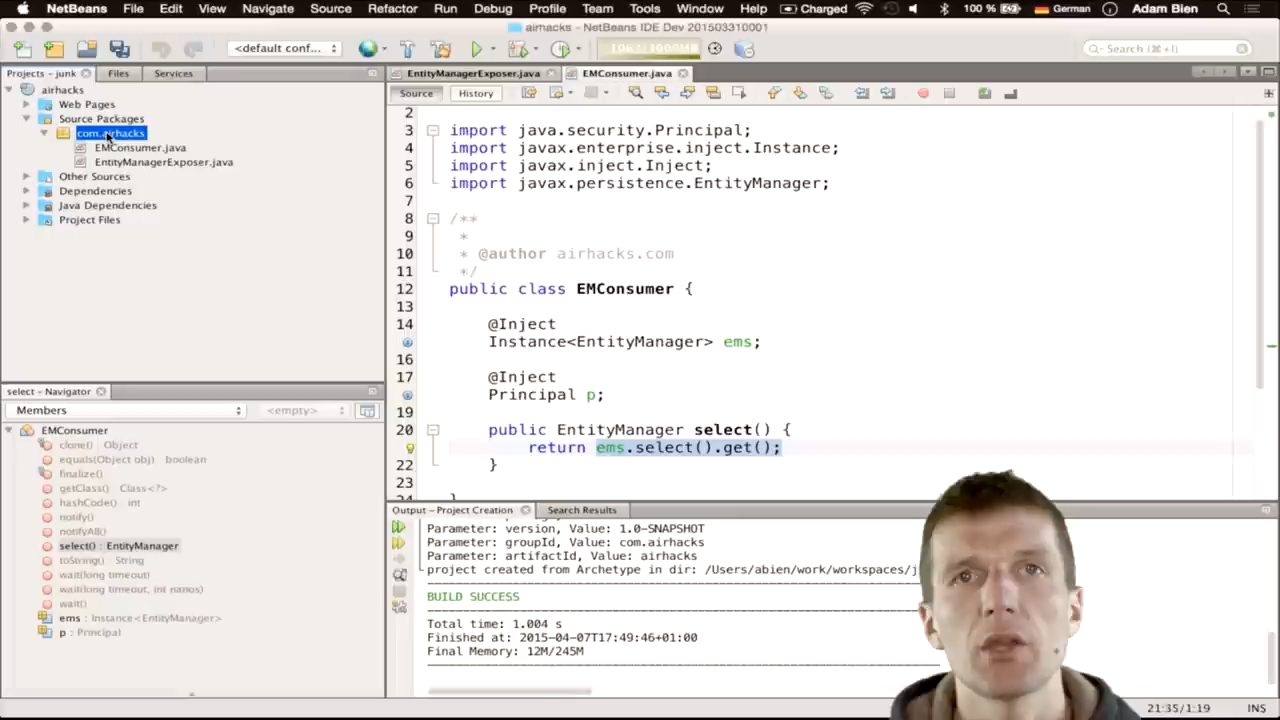 NetBeans File Edit View Navigate Source Refactor Run Debug Profile Team Tools Window Help Charged 100% German Adam Bien
airhacks – NetBeans IDE Dev 201503310001
<default conf... Search (⌘+I)
Projects – junk Files Services
airhacks
Web Pages
Source Packages
com.airhacks
EMConsumer.java
EntityManagerExposer.java
Other Sources
Dependencies
Java Dependencies
Project Files
select – Navigator
Members <empty>
EMConsumer
clone() : Object
equals(Object obj) : boolean
finalize()
getClass() : Class<?>
hashCode() : int
notify()
notifyAll()
select() : EntityManager
toString() : String
wait(long timeout)
wait(long timeout, int nanos)
wait()
ems : Instance<EntityManager>
p : Principal
EntityManagerExposer.java EMConsumer.java
Source History
2
3 import java.security.Principal;
4 import javax.enterprise.inject.Instance;
5 import javax.inject.Inject;
6 import javax.persistence.EntityManager;
7
8 /**
9 *
10 * @author airhacks.com
11 */
12 public class EMConsumer {
13
14 @Inject
Instance<EntityManager> ems;
16
17 @Inject
Principal p;
19
20 public EntityManager select() {
return ems.select().get();
22 }
23
24 }
Output – Project Creation Search Results
Parameter: version, Value: 1.0-SNAPSHOT
Parameter: groupId, Value: com.airhacks
Parameter: artifactId, Value: airhacks
project created from Archetype in dir: /Users/abien/work/workspaces/j
BUILD SUCCESS
Total time: 1.004 s
Finished at: 2015-04-07T17:49:46+01:00
Final Memory: 12M/245M
21:35/1:19 INS